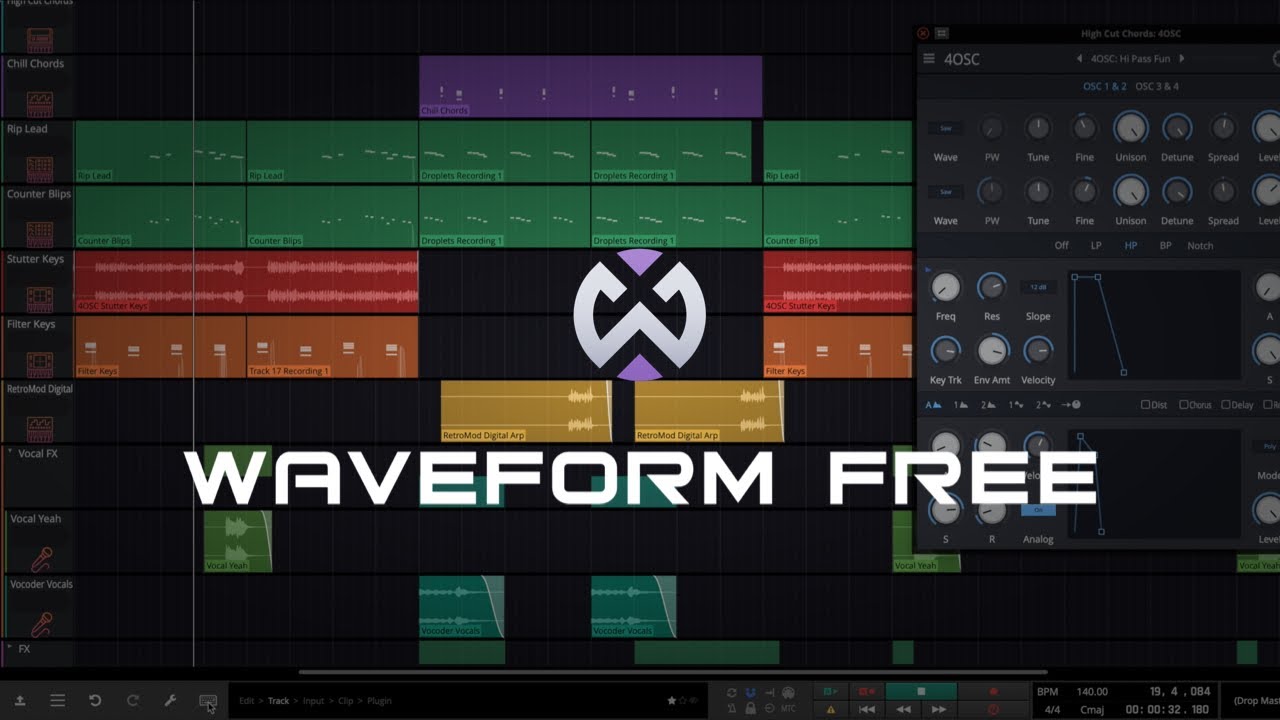 High Cut Chords
Chill Chords
Chill Chords
Rip Lead
Rip Lead
Rip Lead
Droplets Recording 1
Droplets Recording 1
Rip Lead
Counter Blips
Counter Blips
Counter Blips
Droplets Recording 1
Droplets Recording 1
Counter Blips
Stutter Keys
4OSC Stutter Keys
4OSC Stutter Keys
Filter Keys
Filter Keys
Track 17 Recording 1
Filter Keys
RetroMod Digital
RetroMod Digital Arp
RetroMod Digital Arp
Vocal FX
WAVEFORM FREE
Vocal Yeah
Vocal Yeah
Vocal Yeah
Vocal Yeah
Vocoder Vocals
Vocoder Vocals
Vocoder Vocals
FX
High Cut Chords: 4OSC
4OSC
4OSC: Hi Pass Fun
OSC 1 & 2 OSC 3 & 4
Saw
Wave PW Tune Fine Unison Detune Spread Level
Saw
Wave PW Tune Fine Unison Detune Spread Level
Off LP HP BP Notch
12 dB
Freq Res Slope A
Key Trk Env Amt Velocity S
A 1 2 1 2 Dist Chorus Delay
Poly
Mode
On
S R Analog Level
Edit > Track > Input > Clip > Plugin
MTC
BPM 140.00 19, 4, 084
4/4 Cmaj 00: 00: 32. 180
(Drop Mast